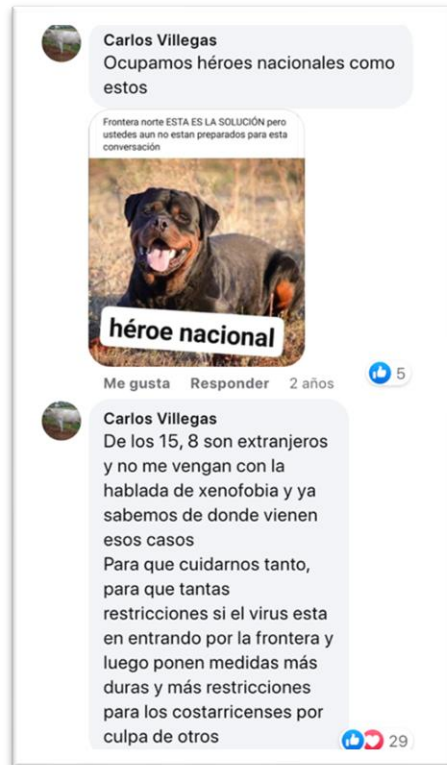 Carlos Villegas
Ocupamos héroes nacionales como
estos
Frontera norte ESTA ES LA SOLUCIÓN pero
ustedes aun no estan preparados para esta
conversación
héroe nacional
Me gusta Responder 2 años
5
Carlos Villegas
De los 15, 8 son extranjeros
y no me vengan con la
hablada de xenofobia y ya
sabemos de donde vienen
esos casos
Para que cuidarnos tanto,
para que tantas
restricciones si el virus esta
en entrando por la frontera y
luego ponen medidas más
duras y más restricciones
para los costarricenses por
culpa de otros
29